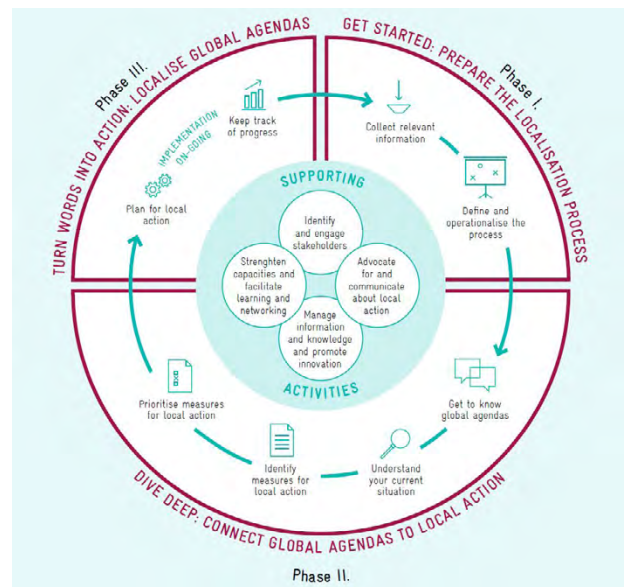 Phase I.
GET STARTED: PREPARE THE LOCALISATION PROCESS
Collect relevant
information
Define and
operationalise the
process
Phase II.
DIVE DEEP: CONNECT GLOBAL AGENDAS TO LOCAL ACTION
Get to know
global agendas
Understand
your current
situation
Identify
measures for
local action
Prioritise measures
for local action
Phase III.
TURN WORDS INTO ACTION: LOCALISE GLOBAL AGENDAS
Plan for local
action
IMPLEMENTATION
ON-GOING
Keep track
of progress
SUPPORTING
Identify
and engage
stakeholders
Strenghten
capacities and
facilitate
learning and
networking
Advocate
for and
communicate
about local
action
Manage
information
and knowledge
and promote
innovation
ACTIVITIES